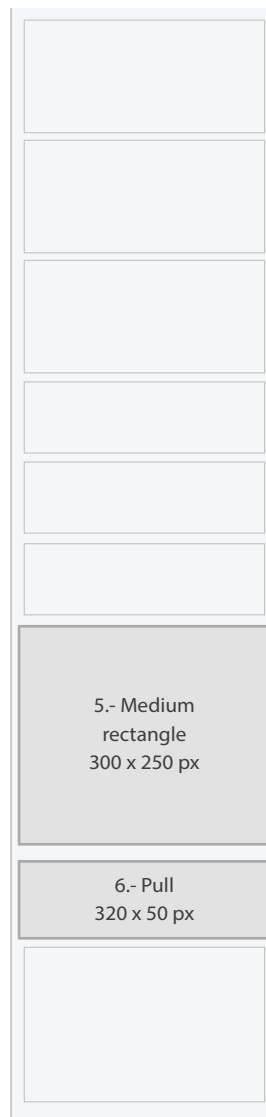 5.- Medium
rectangle
300 x 250 px
6.- Pull
320 x 50 px